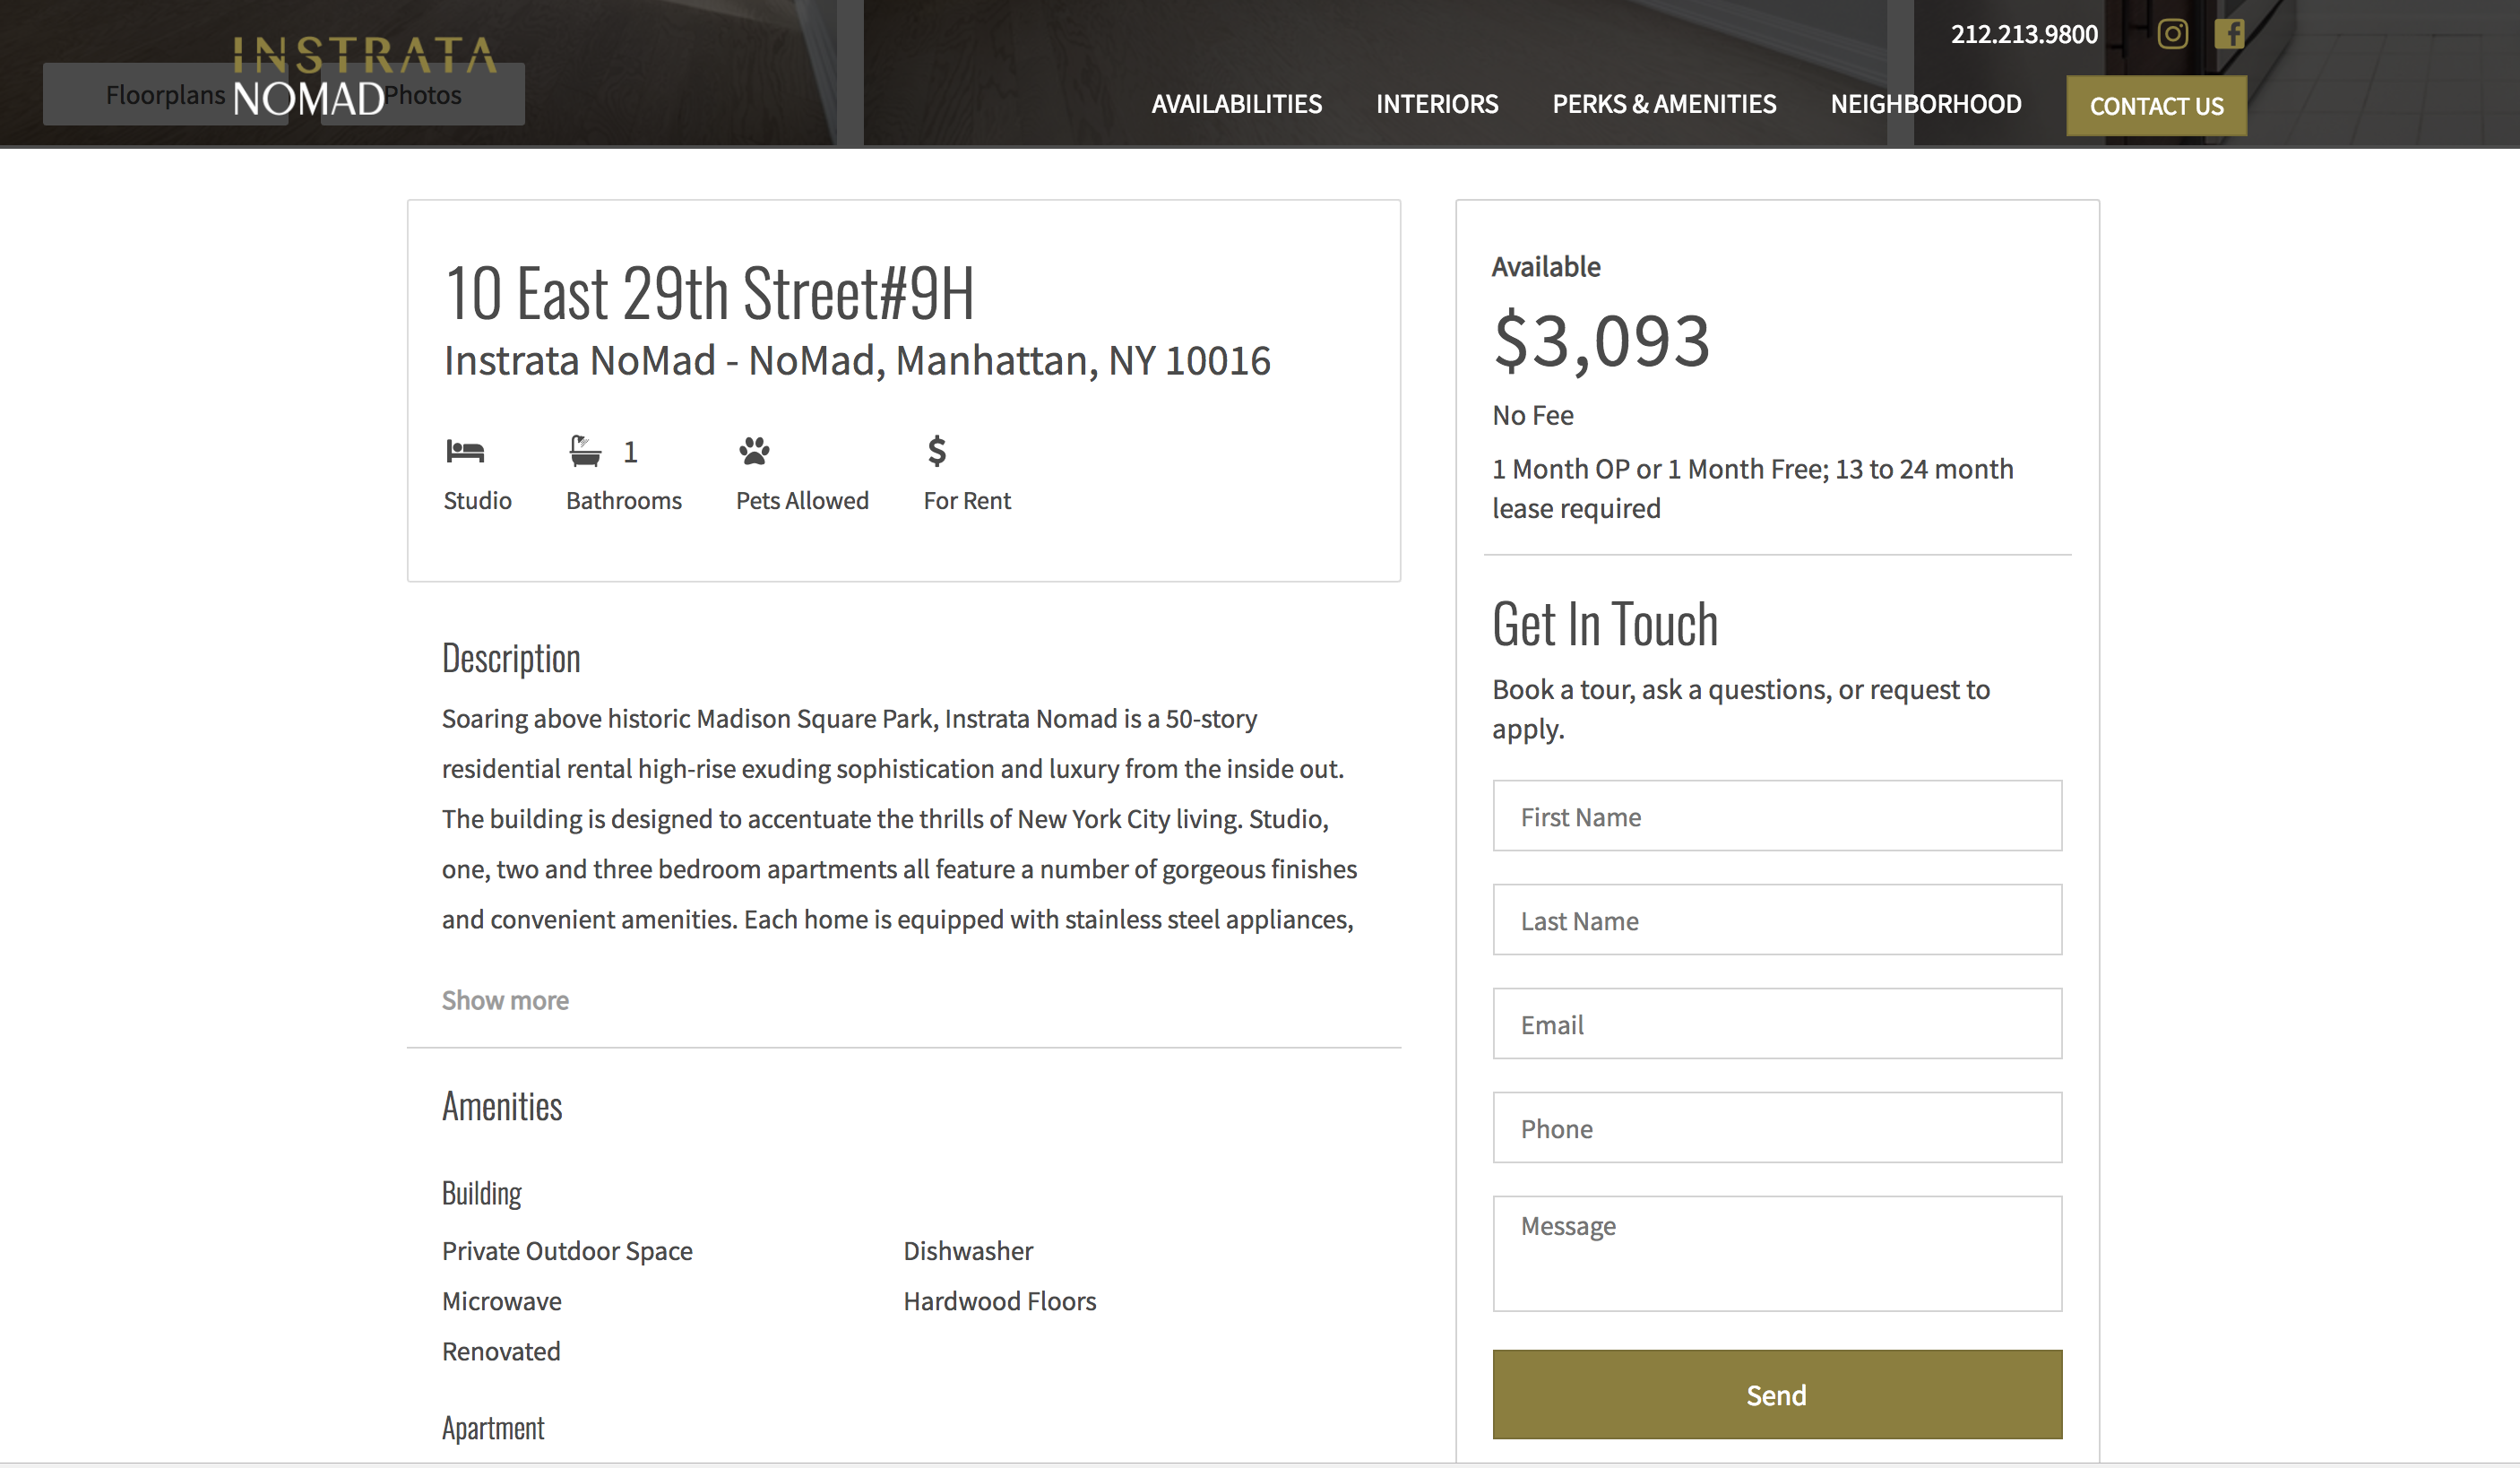 212.213.9800
INSTRATA
NOMAD
Floorplans
Photos
AVAILABILITIES
INTERIORS
PERKS & AMENITIES
NEIGHBORHOOD
CONTACT US
10 East 29th Street#9H
Instrata NoMad - NoMad, Manhattan, NY 10016
1
Studio
Bathrooms
Pets Allowed
$
For Rent
Description
Soaring above historic Madison Square Park, Instrata Nomad is a 50-story
residential rental high-rise exuding sophistication and luxury from the inside out.
The building is designed to accentuate the thrills of New York City living. Studio,
one, two and three bedroom apartments all feature a number of gorgeous finishes
and convenient amenities. Each home is equipped with stainless steel appliances,
Show more
Amenities
Building
Private Outdoor Space
Dishwasher
Microwave
Hardwood Floors
Renovated
Apartment
Available
$3,093
No Fee
1 Month OP or 1 Month Free; 13 to 24 month
lease required
Get In Touch
Book a tour, ask a questions, or request to
apply.
First Name
Last Name
Email
Phone
Message
Send